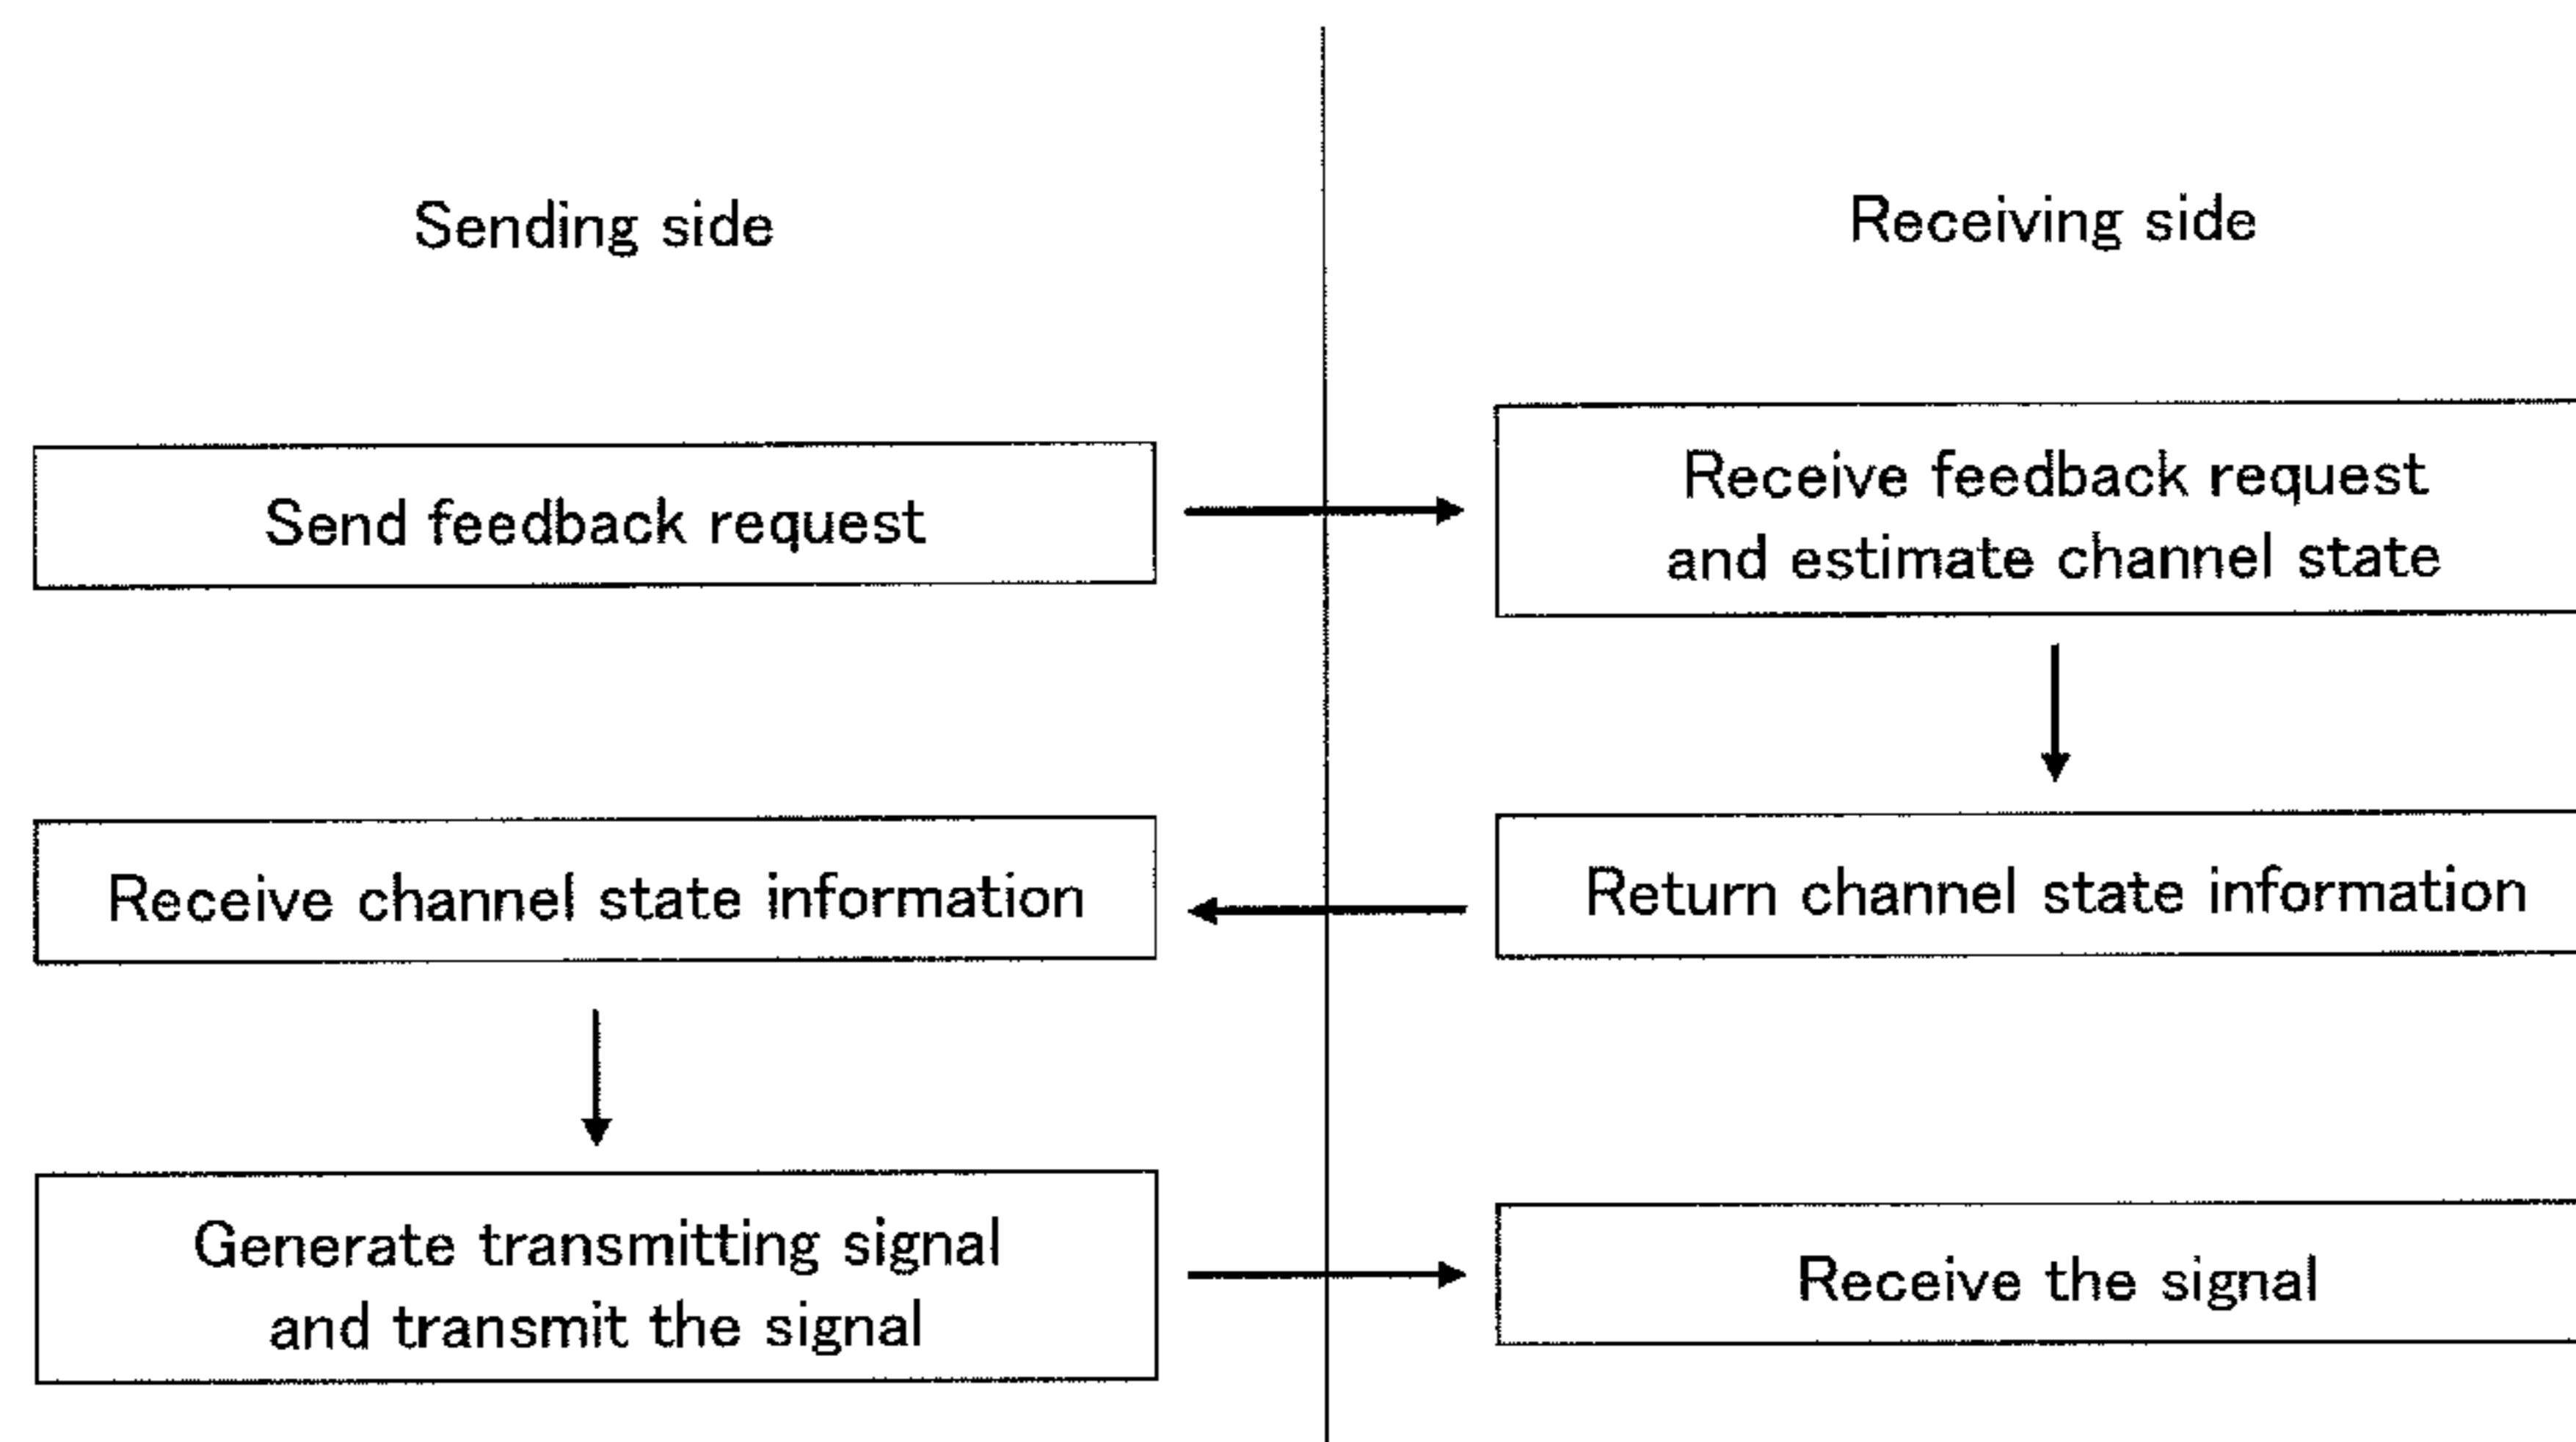 Sending side
Receiving side
Send feedback request
Receive feedback request
and estimate channel state
Receive channel state information
Return channel state information
Generate transmitting signal
and transmit the signal
Receive the signal